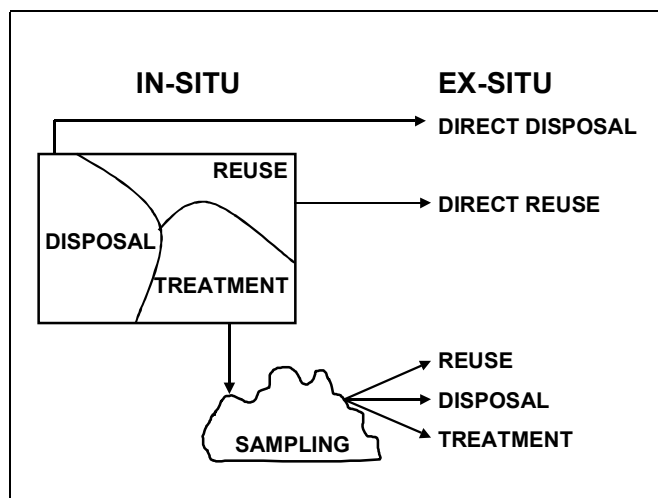 IN-SITU
EX-SITU
DIRECT DISPOSAL
REUSE
DIRECT REUSE
DISPOSAL
TREATMENT
REUSE
DISPOSAL
SAMPLING
TREATMENT